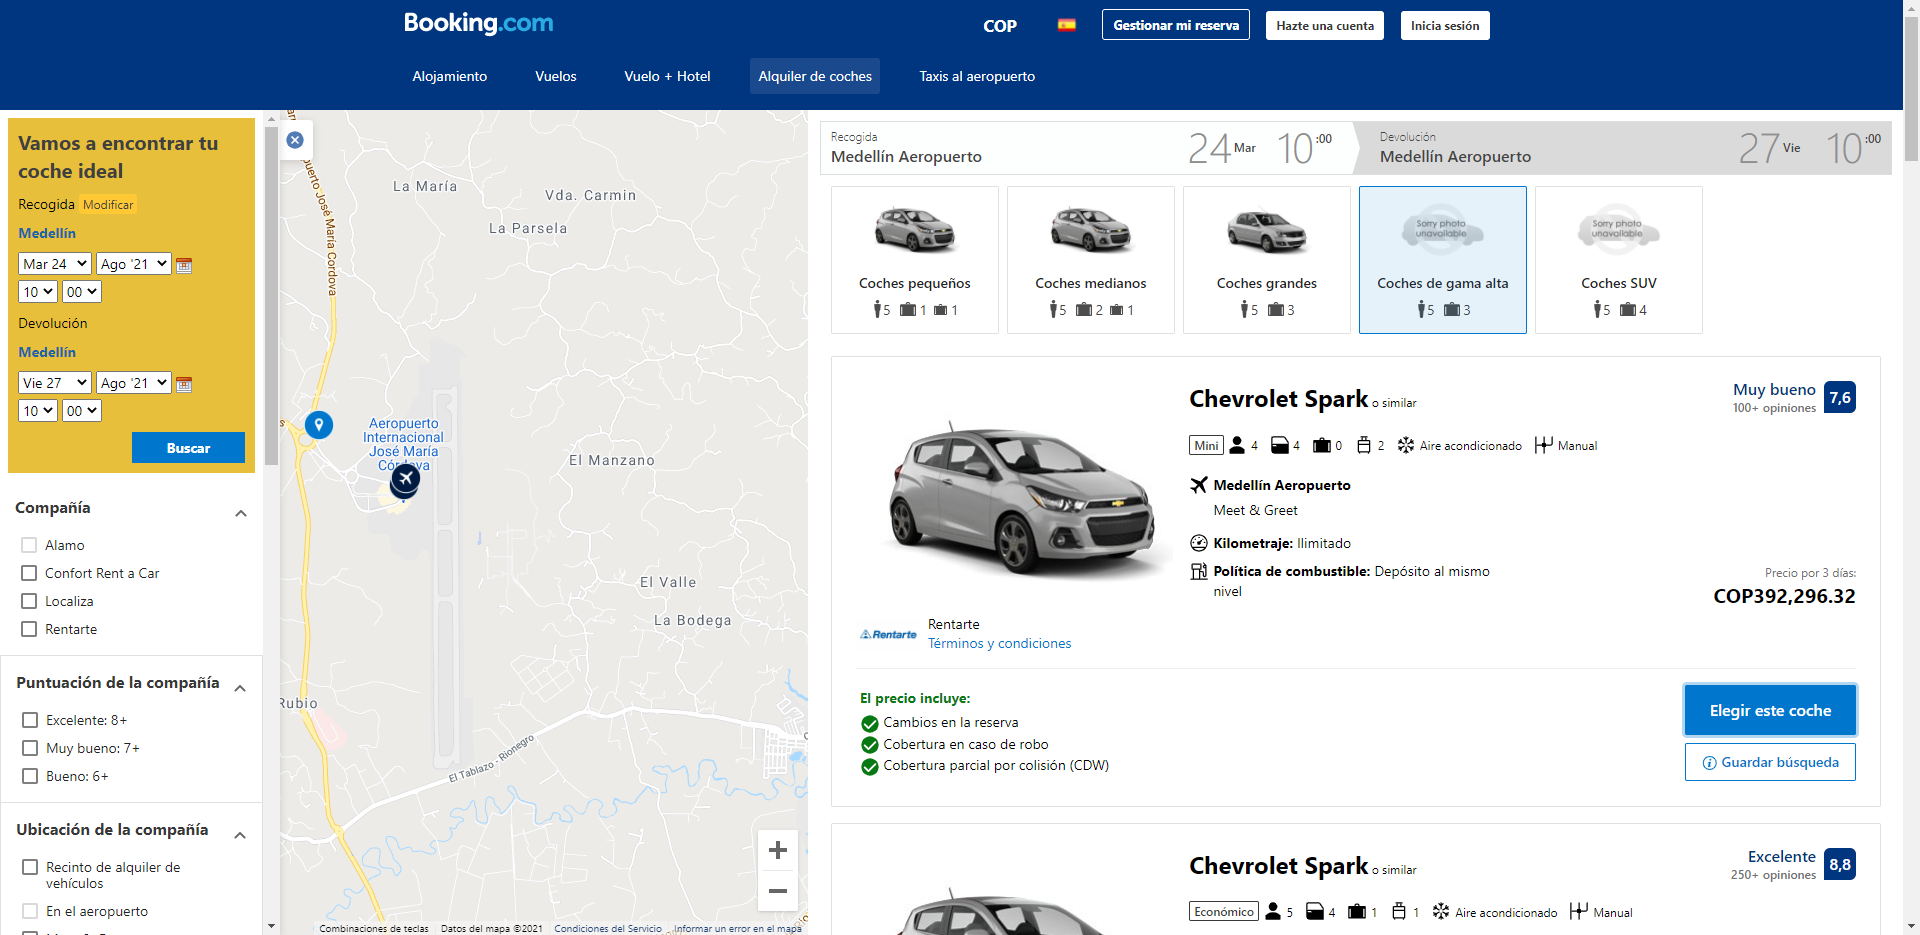 Booking.com
COP
Gestionar mi reserva
Hazte una cuenta
Inicia sesión
Alojamiento
Vuelos
Vuelo + Hotel
Alquiler de coches
Taxis al aeropuerto
Vamos a encontrar tu
coche ideal
Recogida Modificar
Medellín
Mar 24 Ago '21
10 00
Devolución
Medellín
Vie 27 Ago '21
10 00
Buscar
Compañía
Alamo
Confort Rent a Car
Localiza
Rentarte
Puntuación de la compañía
Excelente: 8+
Muy bueno: 7+
Bueno: 6+
Ubicación de la compañía
Recinto de alquiler de
vehículos
En el aeropuerto
La María
Vda. Carmin
La Parsela
puerto José María Cordova
Aeropuerto
Internacional
José María
Córdova
El Manzano
El Valle
La Bodega
Rubio
El Tablazo - Rionegro
Combinaciones de teclas
Datos del mapa ©2021
Condiciones del Servicio
Informar un error en el mapa
Recogida
Medellín Aeropuerto
24 Mar 10 :00
Devolución
Medellín Aeropuerto
27 Vie 10 :00
Coches pequeños
5 1 1
Coches medianos
5 2 1
Coches grandes
5 3
Sorry photo
unavailable
Coches de gama alta
5 3
Sorry photo
unavailable
Coches SUV
5 4
Chevrolet Spark o similar
Muy bueno
100+ opiniones
7,6
Mini 4 4 0 2 Aire acondicionado Manual
Medellín Aeropuerto
Meet & Greet
Kilometraje: Ilimitado
Política de combustible: Depósito al mismo
nivel
Precio por 3 días:
COP392,296.32
Rentarte
Rentarte
Términos y condiciones
El precio incluye:
Cambios en la reserva
Cobertura en caso de robo
Cobertura parcial por colisión (CDW)
Elegir este coche
Guardar búsqueda
Chevrolet Spark o similar
Excelente
250+ opiniones
8,8
Económico 5 4 1 1 Aire acondicionado Manual